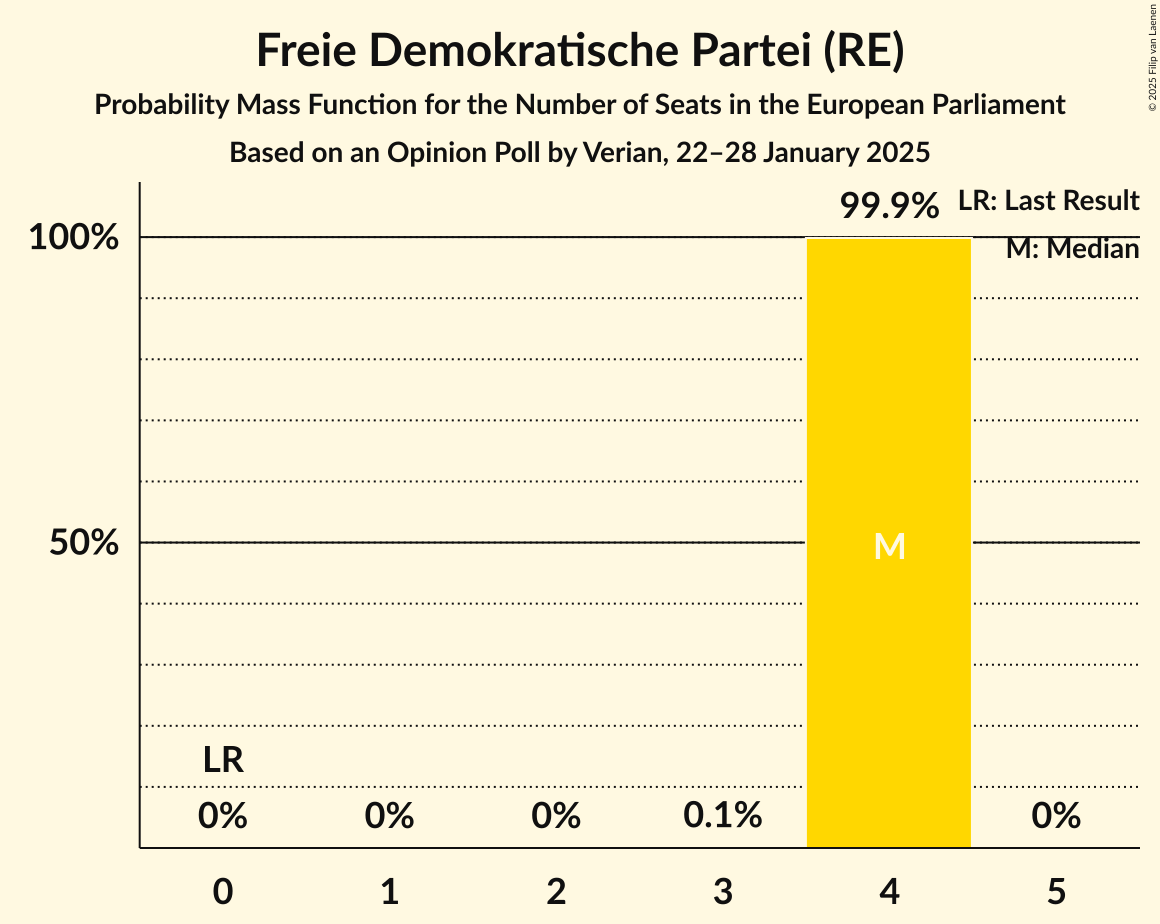 Freie Demokratische Partei (RE)
Probability Mass Function for the Number of Seats in the European Parliament
Based on an Opinion Poll by Verian, 22–28 January 2025
© 2025 Filip van Laenen
99.9%
LR: Last Result
100%
M: Median
50%
M
LR
0%
0%
0%
0.1%
0%
0
1
2
3
4
5